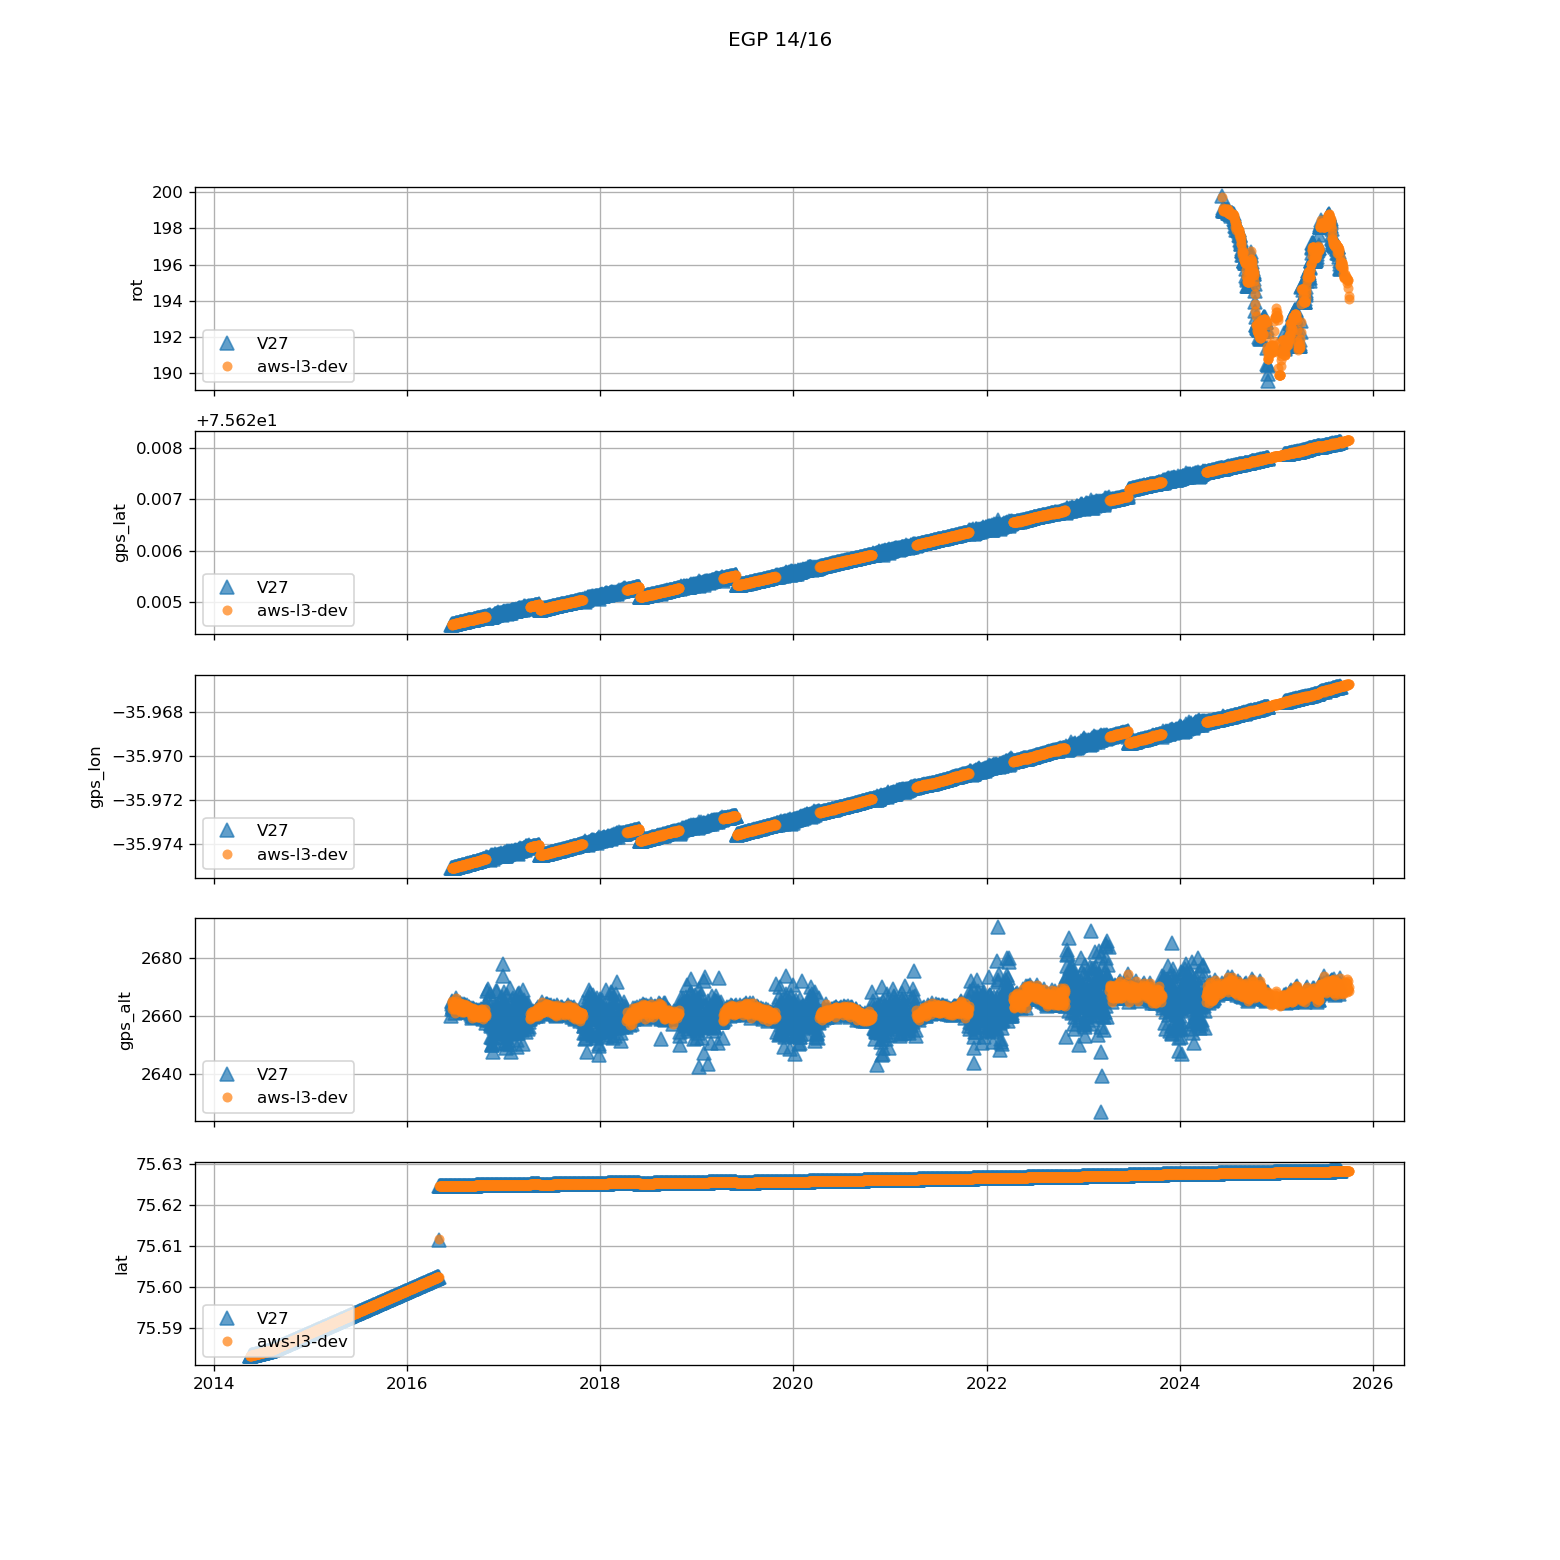 EGP 14/16
200
198
196
194
192
190
rot
V27
aws-l3-dev
+7.562e1
0.008
0.007
0.006
0.005
gps_lat
V27
aws-l3-dev
−35.968
−35.970
−35.972
−35.974
gps_lon
V27
aws-l3-dev
2680
2660
2640
gps_alt
V27
aws-l3-dev
75.63
75.62
75.61
75.60
75.59
lat
V27
aws-l3-dev
2014 2016 2018 2020 2022 2024 2026